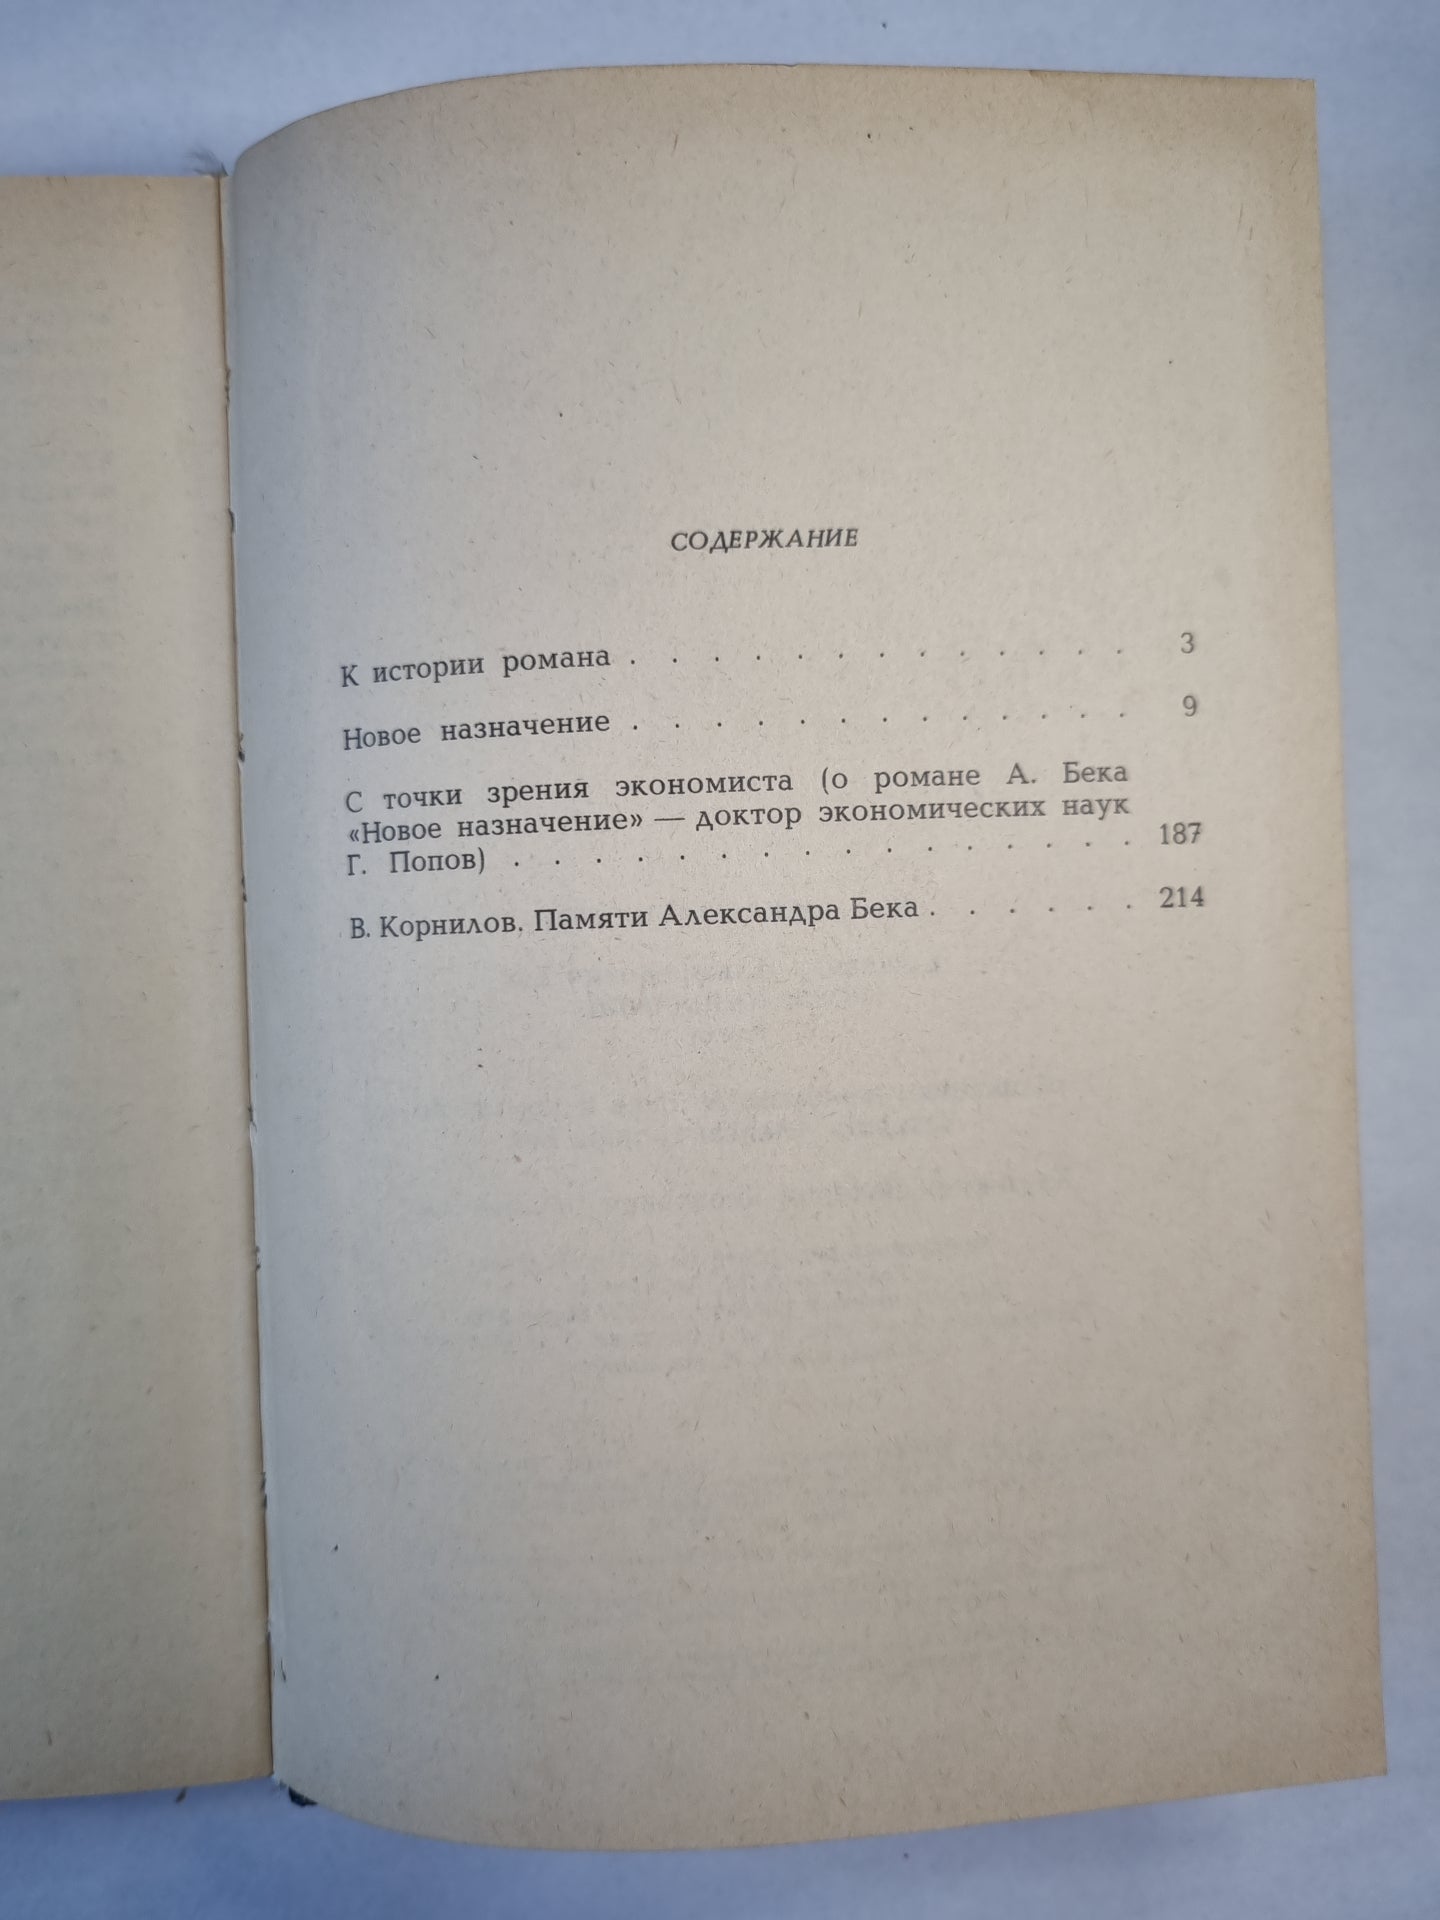 СОДЕРЖАНИЕ
К истории романа . . . . . . . . . . . . . 3
Новое назначение . . . . . . . . . . . . . 9
С точки зрения экономиста (о романе А. Бека
«Новое назначение» — доктор экономических наук
Г. Попов) . . . . . . . . . . . . . . . . 187
В. Корнилов. Памяти Александра Бека . . . . . . 214